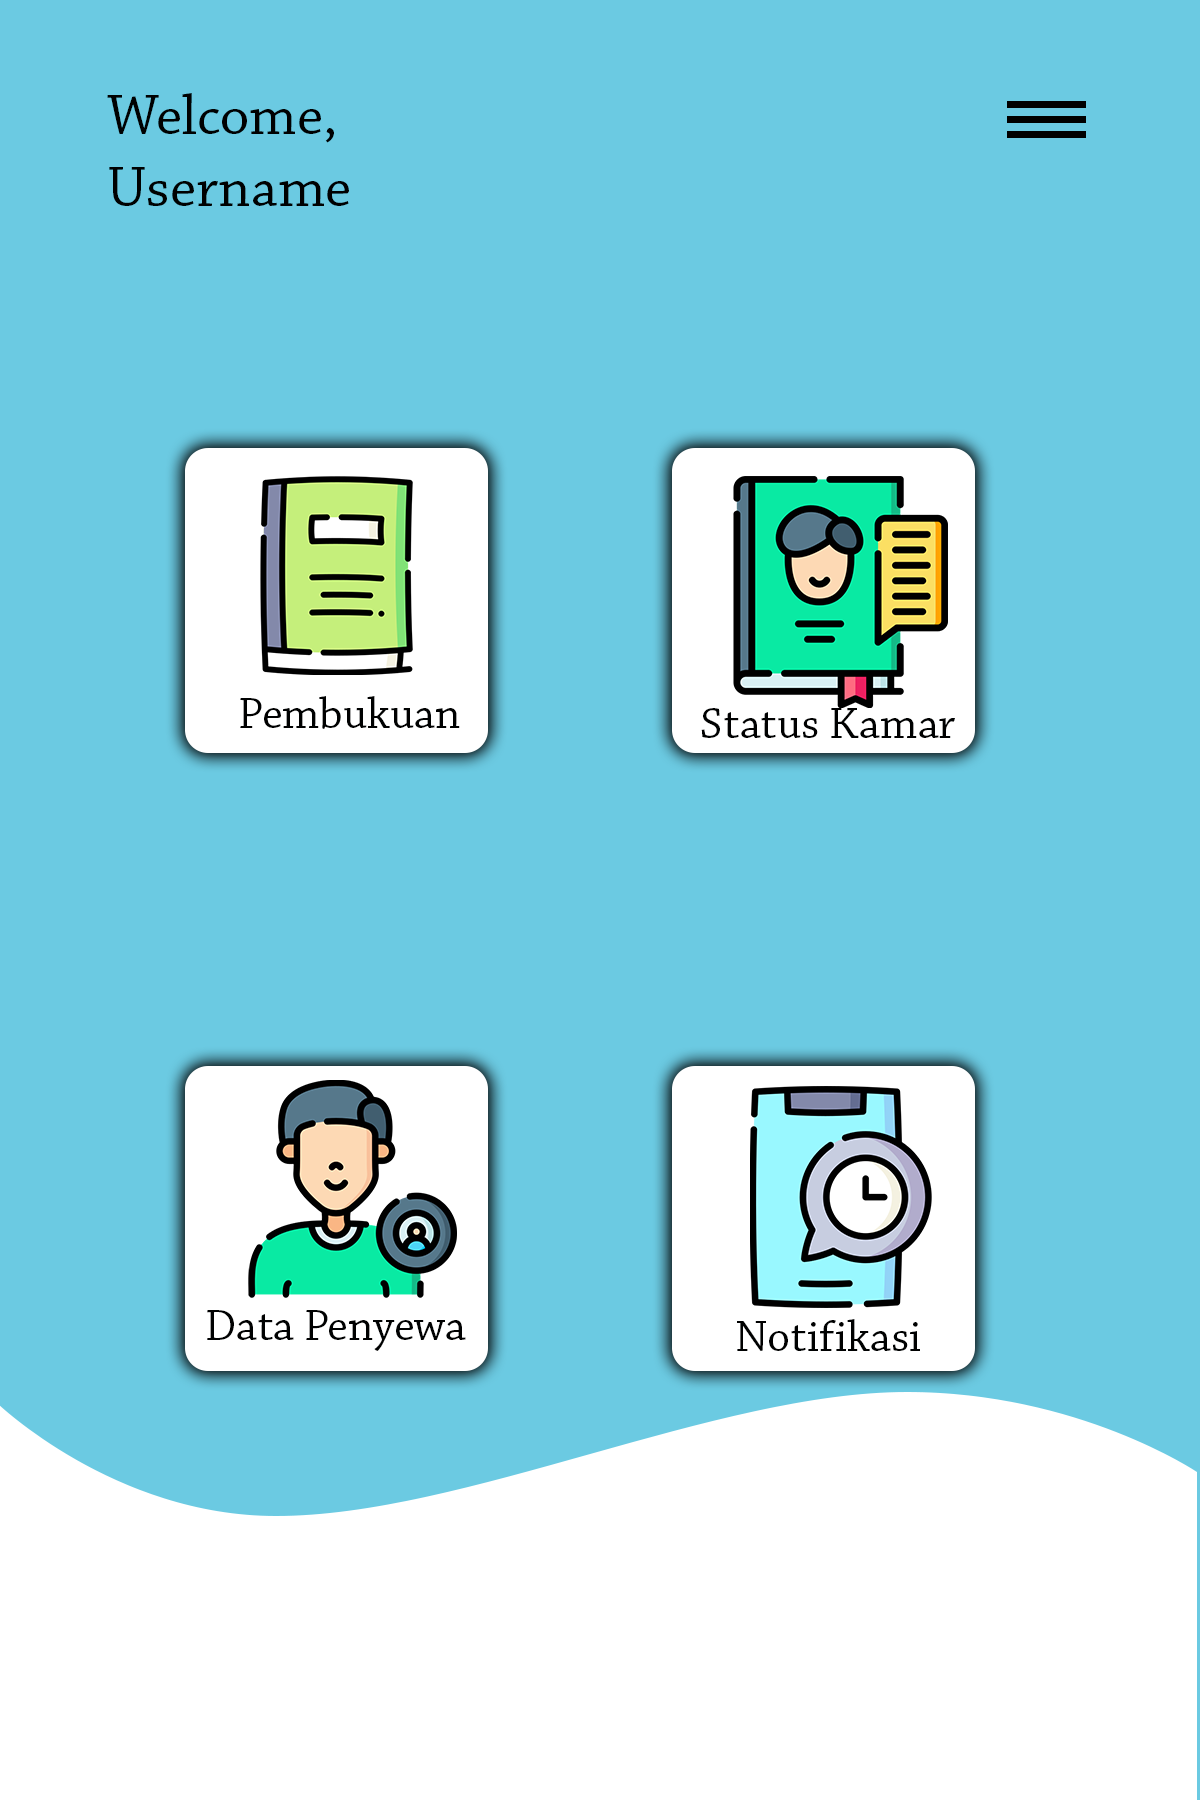 Welcome,
Username
Pembukuan
Status Kamar
Data Penyewa
Notifikasi